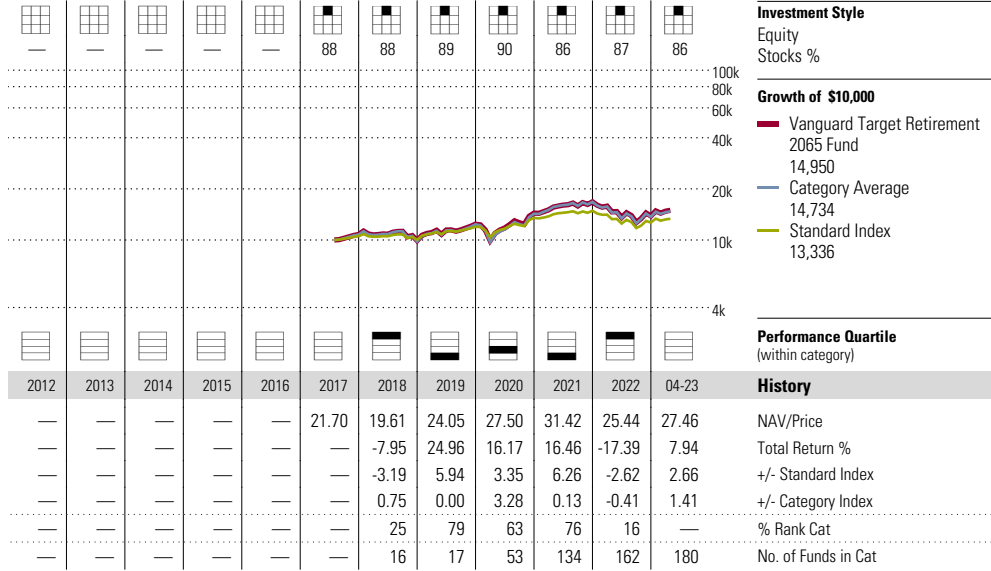 Investment Style
Equity
Stocks %
— — — — — 88 88 89 90 86 87 86
100k
80k
60k
40k
20k
10k
4k
Growth of $10,000
Vanguard Target Retirement
2065 Fund
14,950
Category Average
14,734
Standard Index
13,336
Performance Quartile
(within category)
2012 2013 2014 2015 2016 2017 2018 2019 2020 2021 2022 04-23 History
— — — — — 21.70 19.61 24.05 27.50 31.42 25.44 27.46 NAV/Price
— — — — — — -7.95 24.96 16.17 16.46 -17.39 7.94 Total Return %
— — — — — — -3.19 5.94 3.35 6.26 -2.62 2.66 +/- Standard Index
— — — — — — 0.75 0.00 3.28 0.13 -0.41 1.41 +/- Category Index
— — — — — — 25 79 63 76 16 — % Rank Cat
— — — — — — 16 17 53 134 162 180 No. of Funds in Cat